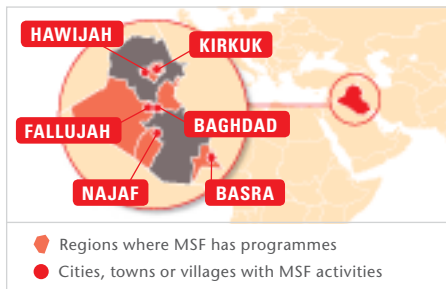 HAWIJAH
KIRKUK
FALLUJAH
BAGHDAD
NAJAF
BASRA
Regions where MSF has programmes
Cities, towns or villages with MSF activities